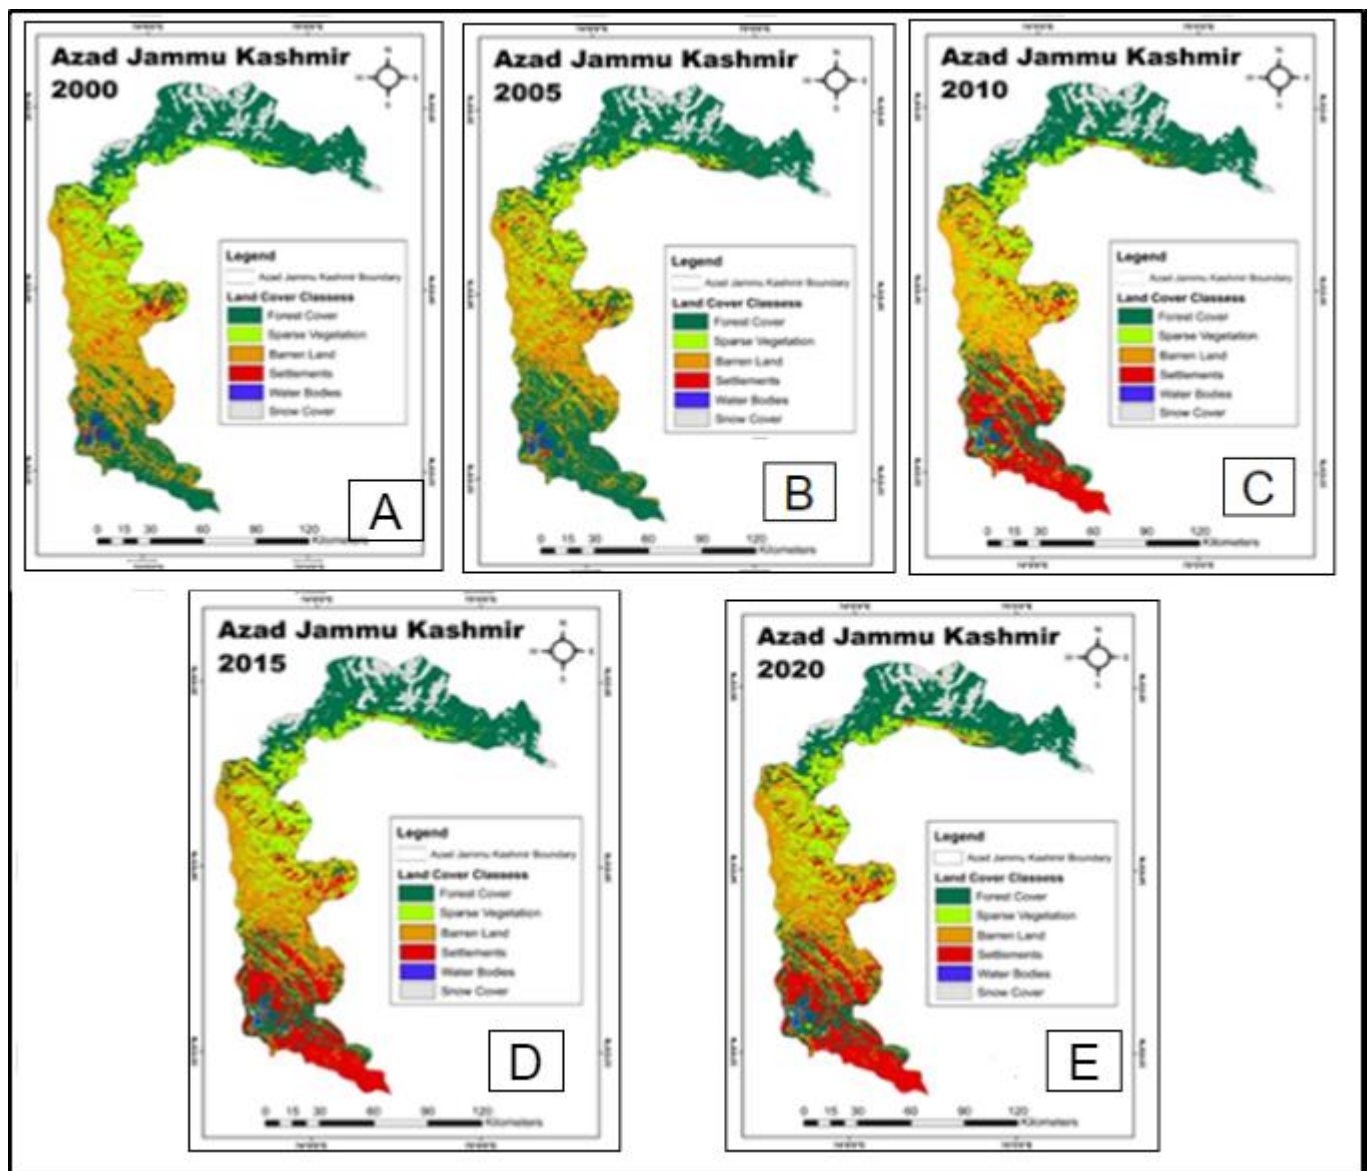 Azad Jammu Kashmir
2000
N
Legend
Azad Jammu Kashmir Boundary
Land Cover Classess
Forest Cover
Sparse Vegetation
Barren Land
Settlements
Water Bodies
Snow Cover
A
0 15 30 60 90 120
Kilometers
Azad Jammu Kashmir
2005
N
Legend
Azad Jammu Kashmir Boundary
Land Cover Classess
Forest Cover
Sparse Vegetation
Barren Land
Settlements
Water Bodies
Snow Cover
B
0 15 30 60 90 120
Kilometers
Azad Jammu Kashmir
2010
N
Legend
Azad Jammu Kashmir Boundary
Land Cover Classess
Forest Cover
Sparse Vegetation
Barren Land
Settlements
Water Bodies
Snow Cover
C
0 15 30 60 90 120
Kilometers
Azad Jammu Kashmir
2015
N
Legend
Azad Jammu Kashmir Boundary
Land Cover Classess
Forest Cover
Sparse Vegetation
Barren Land
Settlements
Water Bodies
Snow Cover
D
0 15 30 60 90 120
Kilometers
Azad Jammu Kashmir
2020
N
Legend
Azad Jammu Kashmir Boundary
Land Cover Classess
Forest Cover
Sparse Vegetation
Barren Land
Settlements
Water Bodies
Snow Cover
E
0 15 30 60 90 120
Kilometers